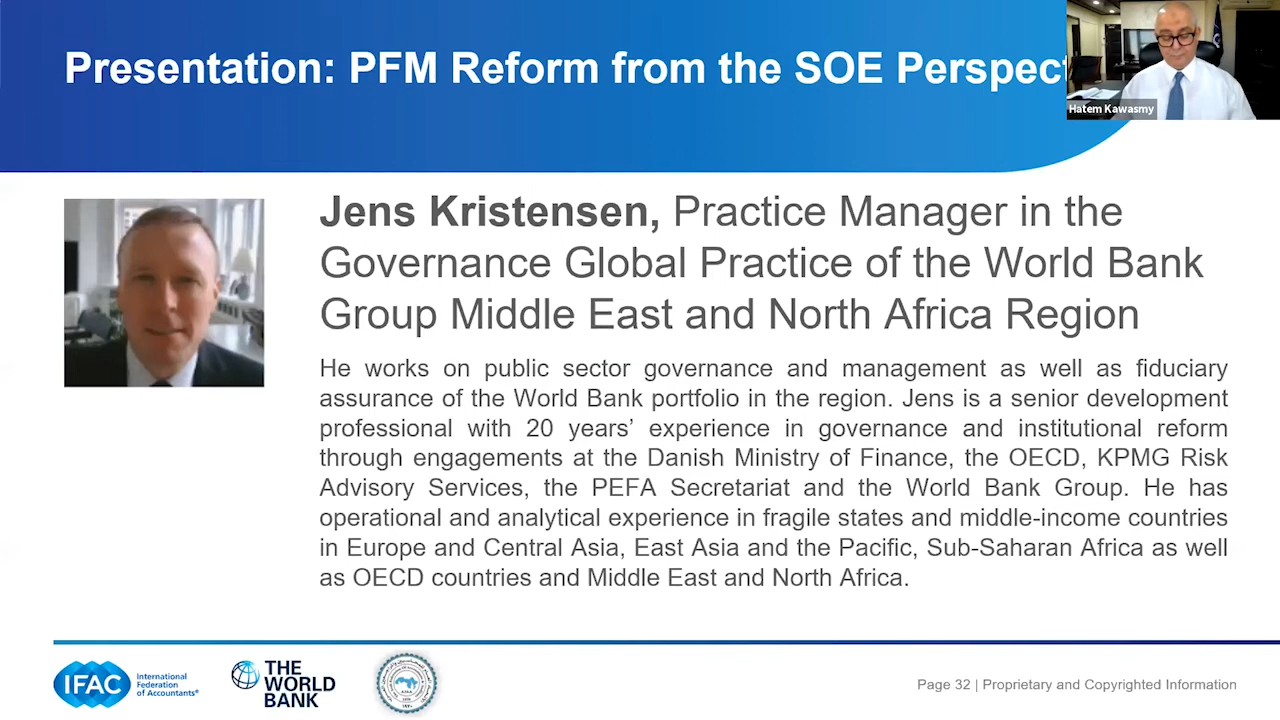 Presentation: PFM Reform from the SOE Perspect
Hatem Kawasmy
Jens Kristensen, Practice Manager in the
Governance Global Practice of the World Bank
Group Middle East and North Africa Region
He works on public sector governance and management as well as fiduciary
assurance of the World Bank portfolio in the region. Jens is a senior development
professional with 20 years’ experience in governance and institutional reform
through engagements at the Danish Ministry of Finance, the OECD, KPMG Risk
Advisory Services, the PEFA Secretariat and the World Bank Group. He has
operational and analytical experience in fragile states and middle-income countries
in Europe and Central Asia, East Asia and the Pacific, Sub-Saharan Africa as well
as OECD countries and Middle East and North Africa.
IFAC
International
Federation
of Accountants®
THE
WORLD
BANK
Page 32 | Proprietary and Copyrighted Information